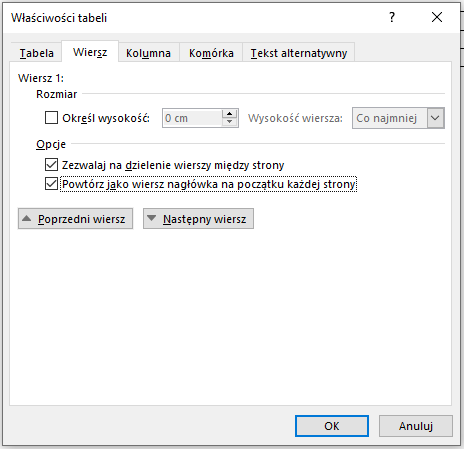 Właściwości tabeli ?
Tabela Wiersz Kolumna Komórka Tekst alternatywny
Wiersz 1:
Rozmiar
Określ wysokość: 0 cm Wysokość wiersza: Co najmniej
Opcje
Zezwalaj na dzielenie wierszy między strony
Powtórz jako wiersz nagłówka na początku każdej strony
Poprzedni wiersz Następny wiersz
OK Anuluj